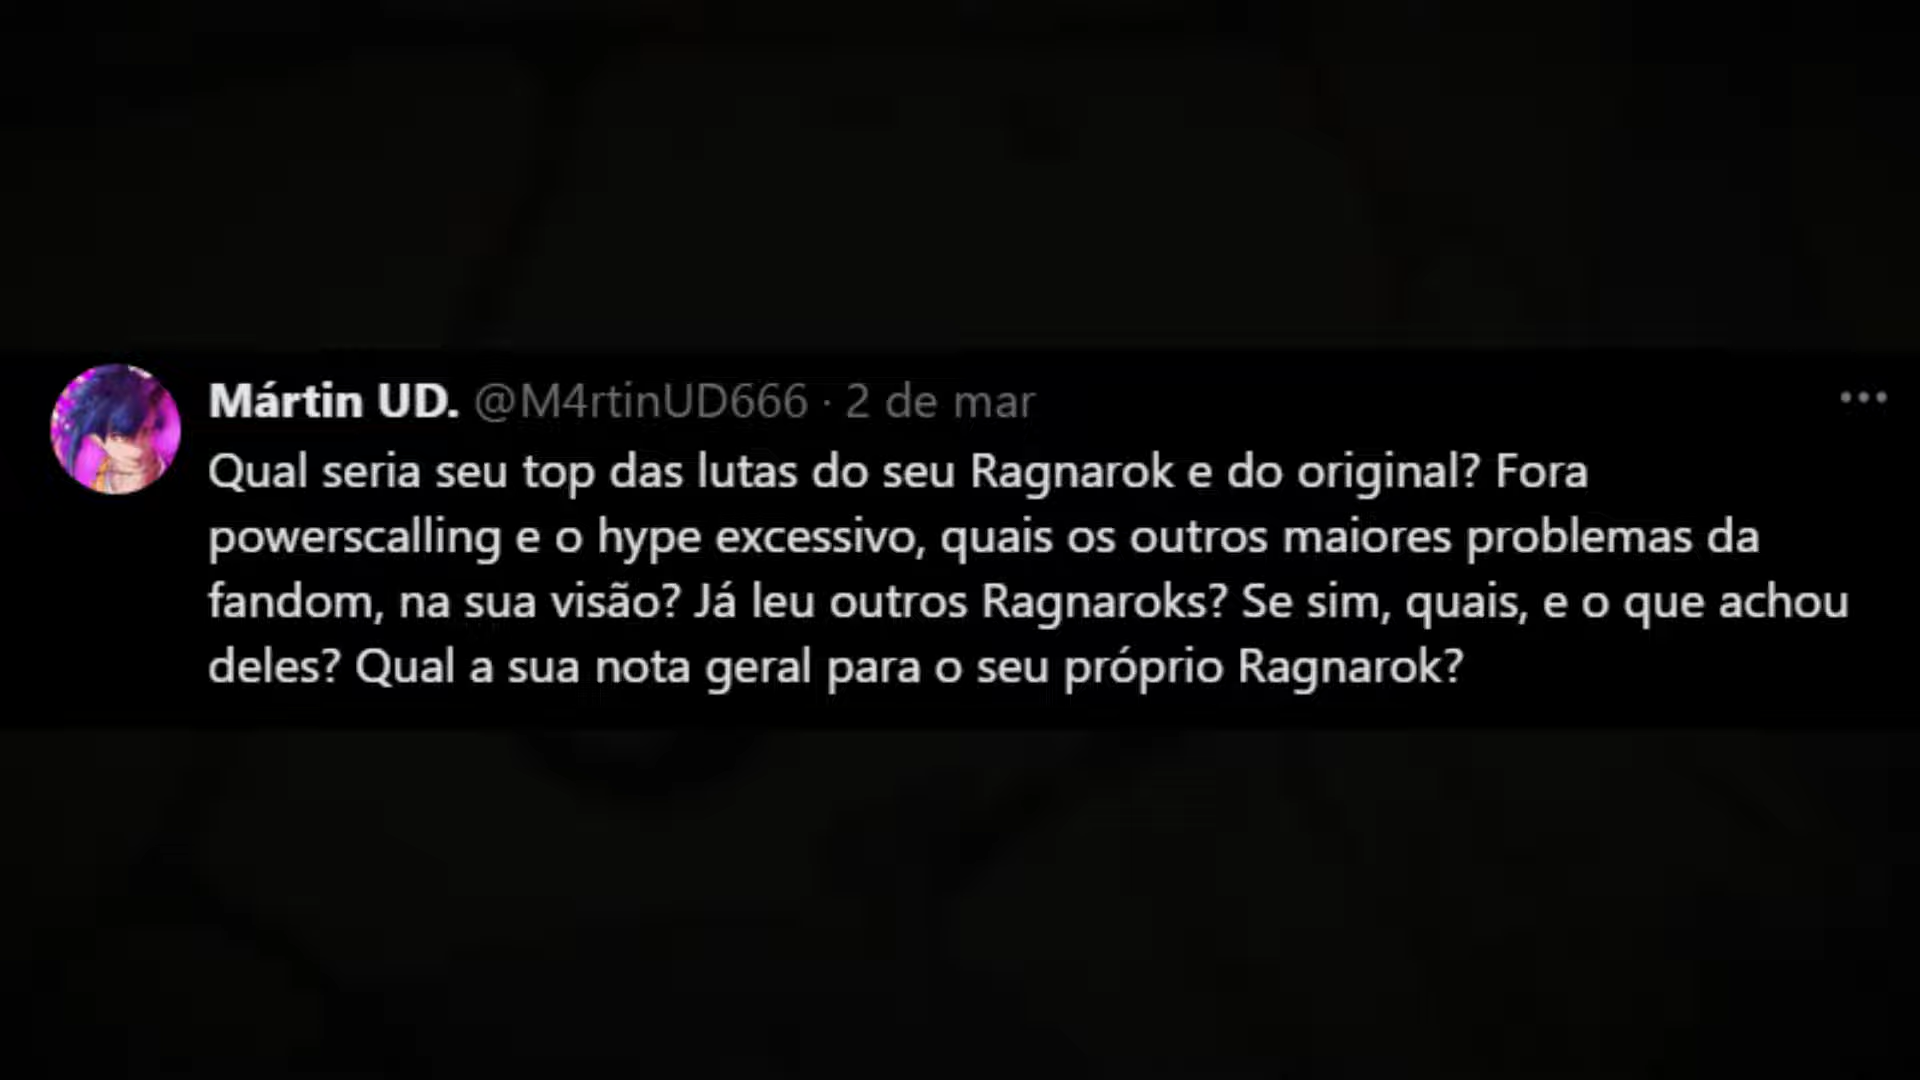 Mártin UD. @M4rtinUD666 · 2 de mar
Qual seria seu top das lutas do seu Ragnarok e do original? Fora
powerscalling e o hype excessivo, quais os outros maiores problemas da
fandom, na sua visão? Já leu outros Ragnaroks? Se sim, quais, e o que achou
deles? Qual a sua nota geral para o seu próprio Ragnarok?